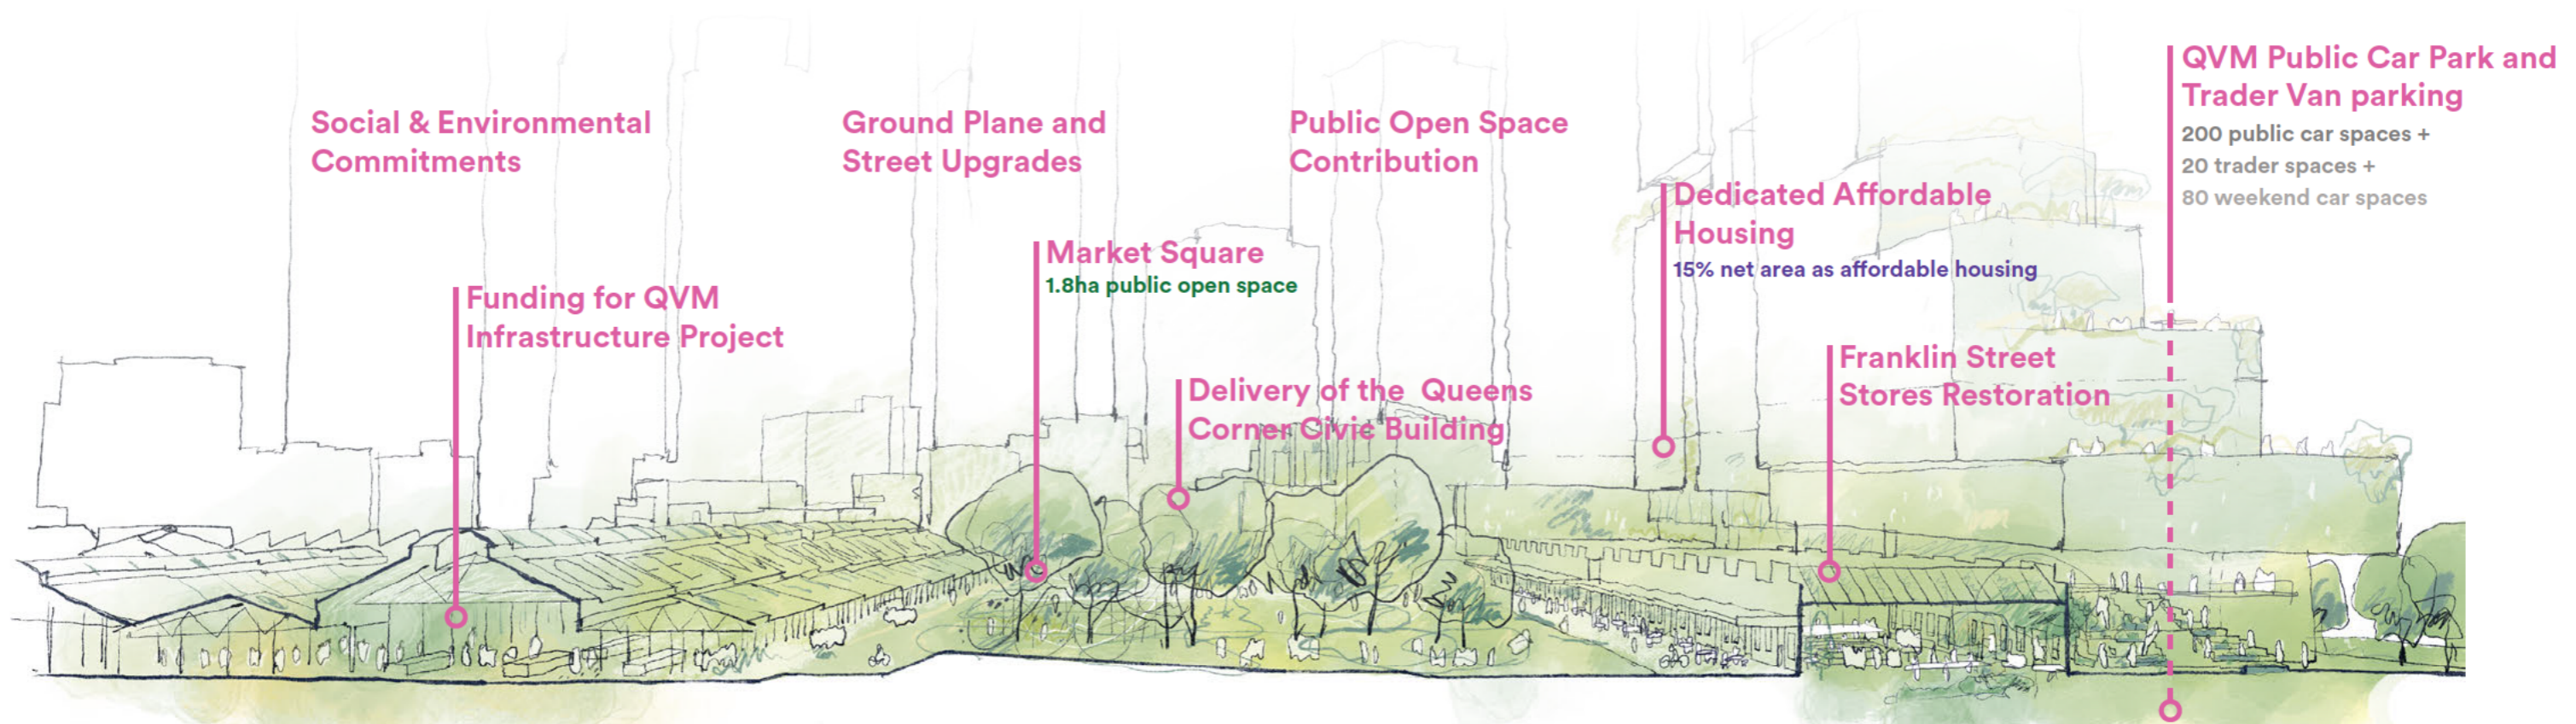 Social & Environmental
Commitments
Ground Plane and
Street Upgrades
Public Open Space
Contribution
QVM Public Car Park and
Trader Van parking
200 public car spaces +
20 trader spaces +
80 weekend car spaces
Dedicated Affordable
Housing
15% net area as affordable housing
Market Square
1.8ha public open space
Funding for QVM
Infrastructure Project
Delivery of the  Queens
Corner Civic Building
Franklin Street
Stores Restoration